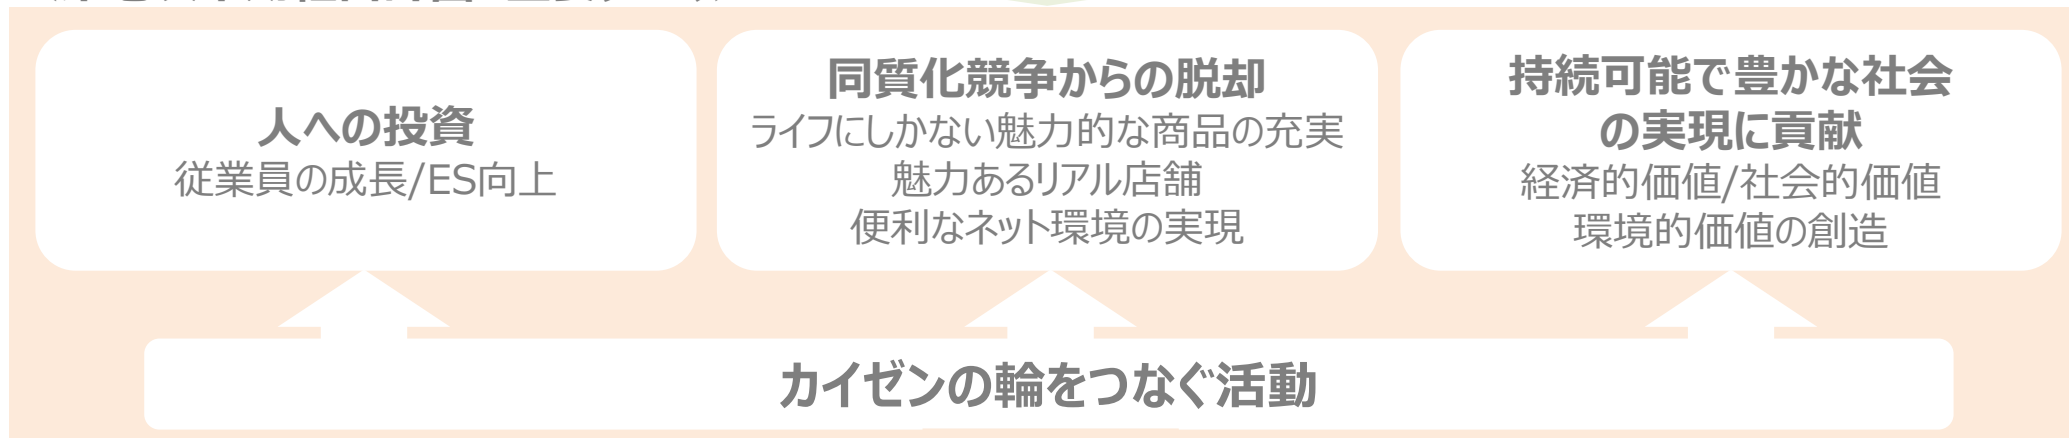 人への投資
従業員の成長/ES向上
同質化競争からの脱却
ライフにしかない魅力的な商品の充実
魅力あるリアル店舗
便利なネット環境の実現
持続可能で豊かな社会
の実現に貢献
経済的価値/社会的価値
環境的価値の創造
カイゼンの輪をつなぐ活動